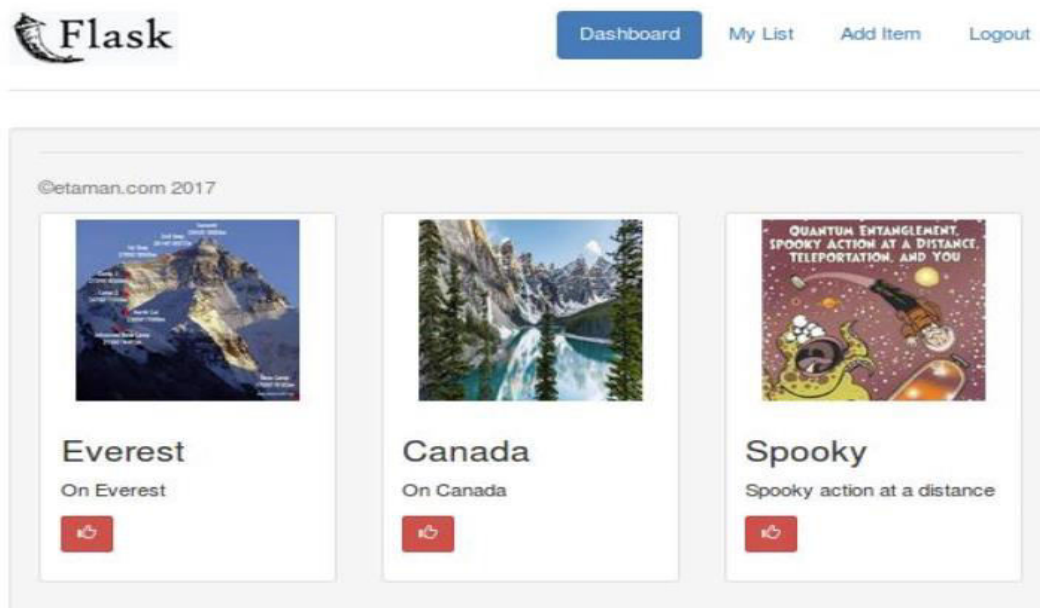 Flask
Dashboard My List Add Item Logout
©etaman.com 2017
QUANTUM ENTANGLEMENT,
SPOOKY ACTION AT A DISTANCE,
TELEPORTATION, AND YOU
Everest
Canada
Spooky
On Everest
On Canada
Spooky action at a distance